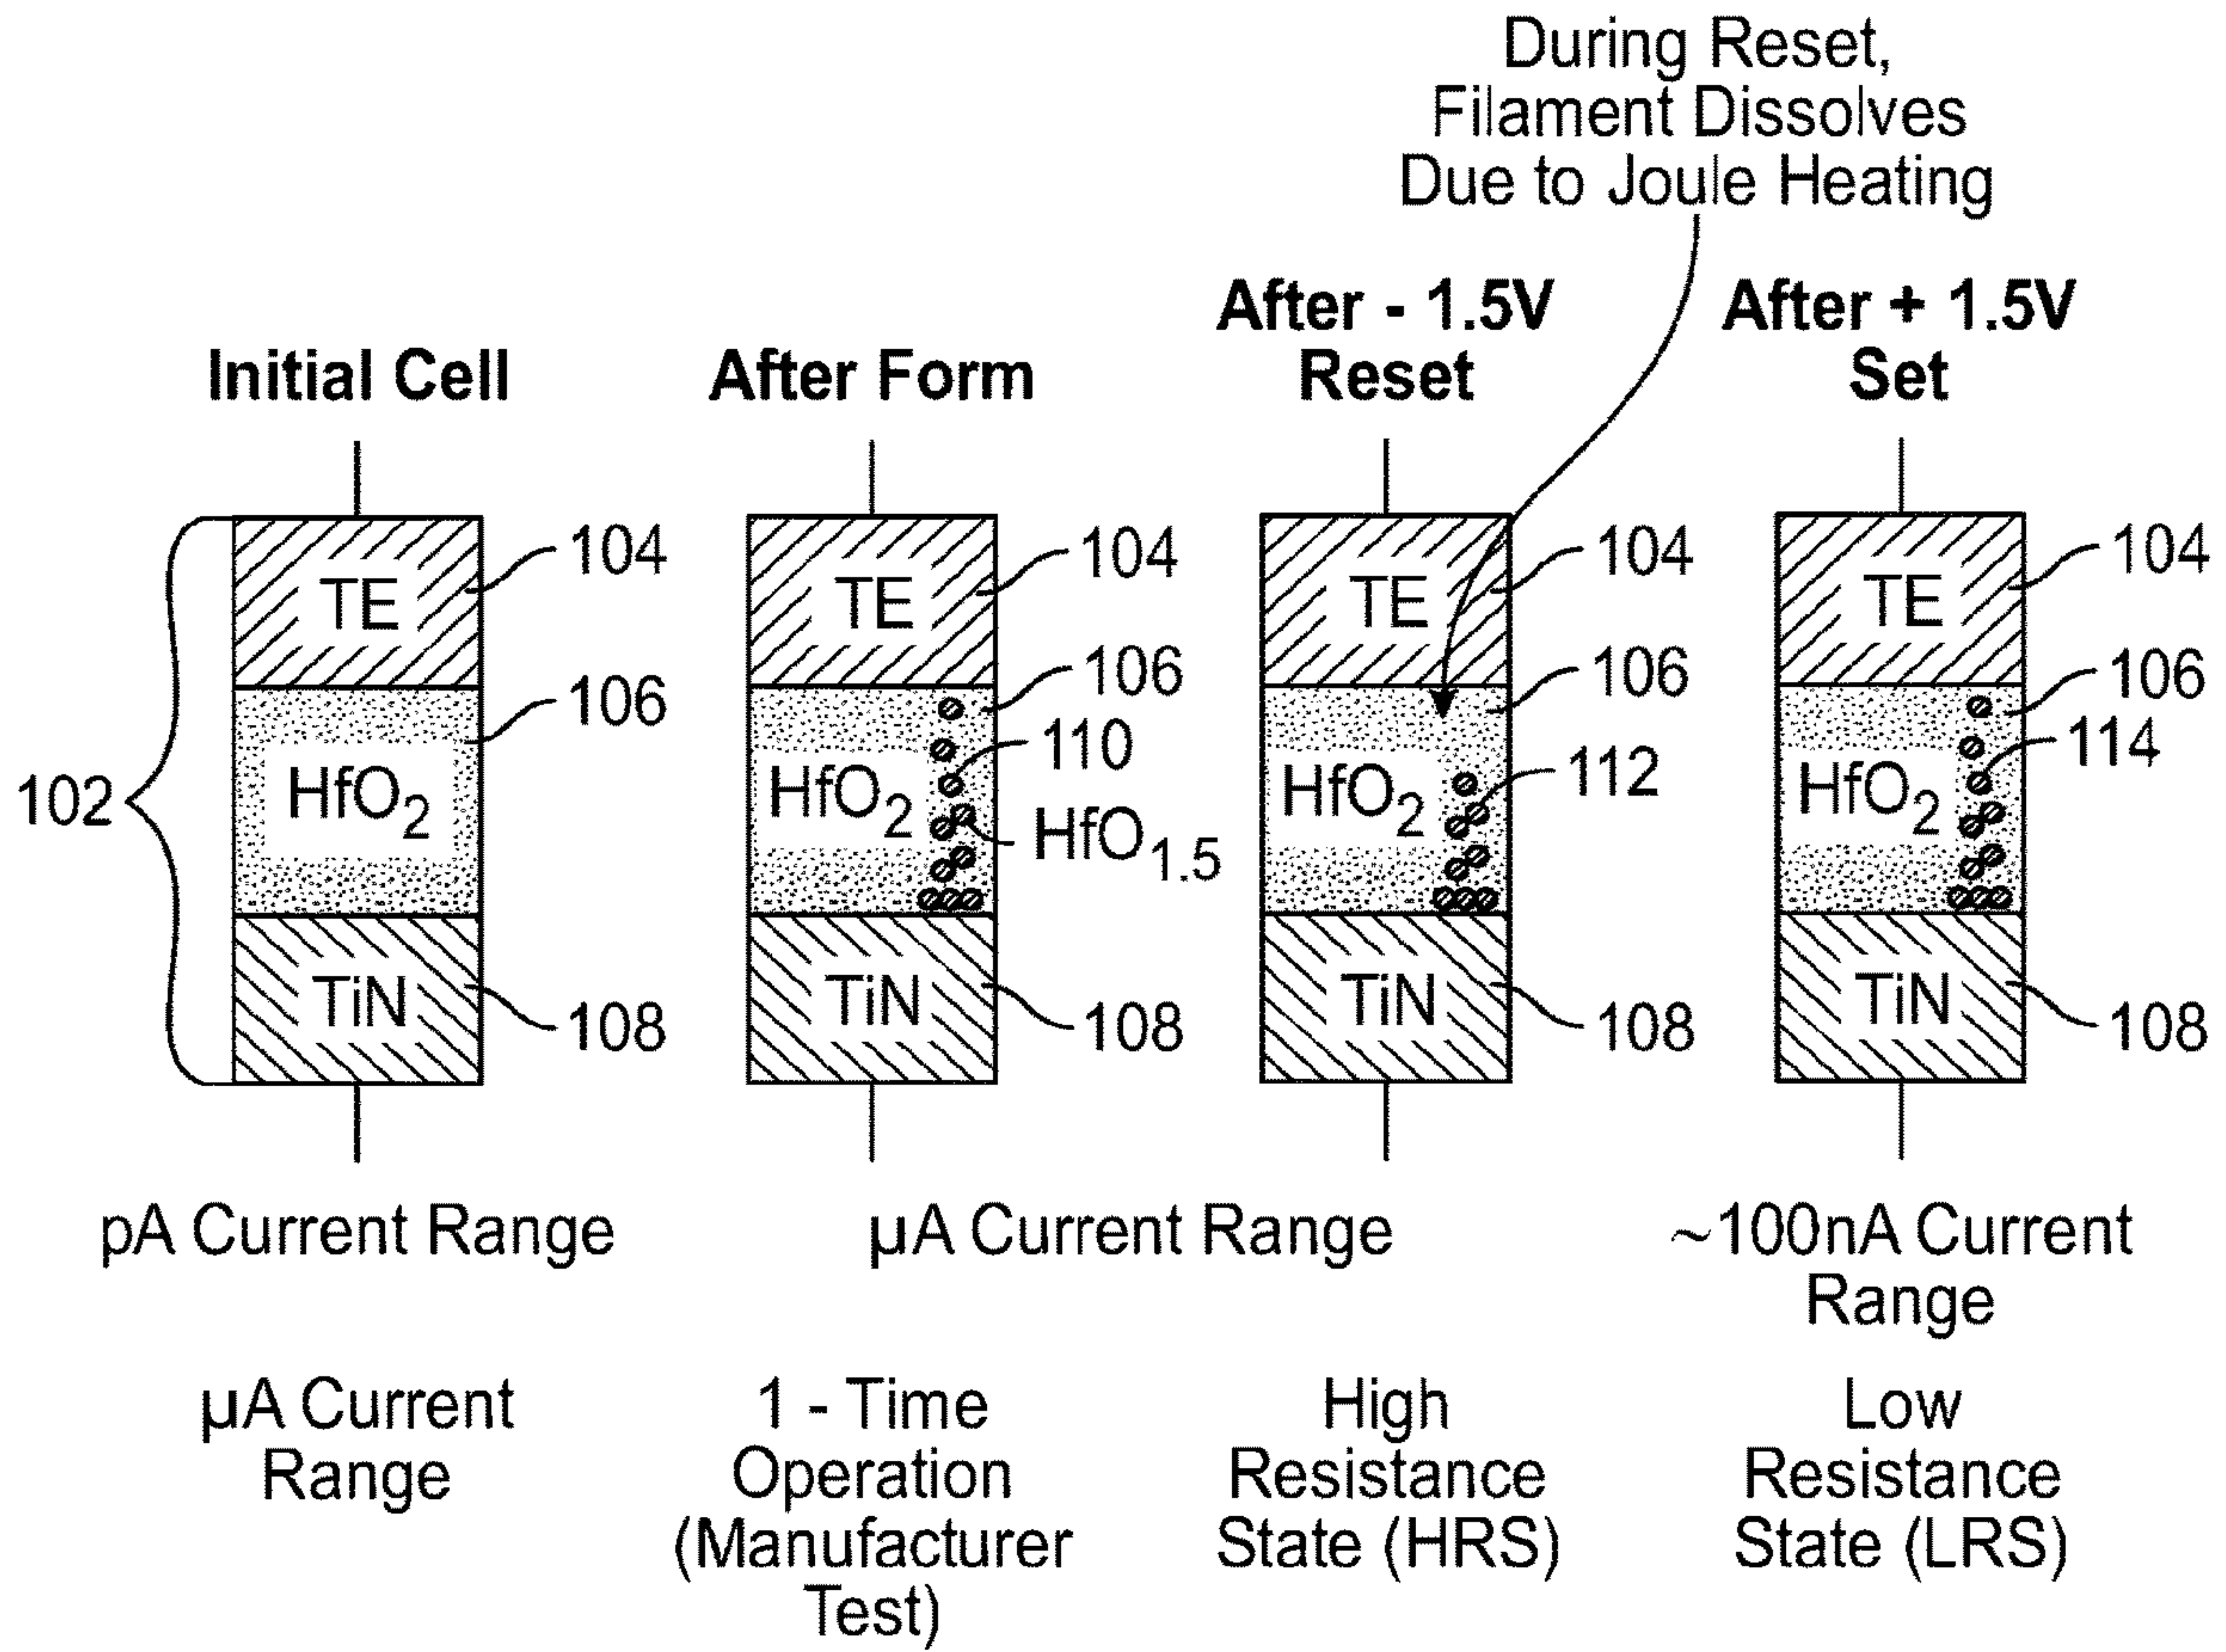 During Reset,
Filament Dissolves
Due to Joule Heating
Initial Cell
After Form
After - 1.5V
Reset
After + 1.5V
Set
102
TE
104
HfO2
106
TiN
108
TE
104
106
HfO2
110
HfO1.5
TiN
108
TE
104
106
HfO2
112
TiN
108
TE
104
106
HfO2
114
TiN
108
pA Current Range
µA Current Range
~100nA Current
Range
µA Current
Range
1 - Time
Operation
(Manufacturer
Test)
High
Resistance
State (HRS)
Low
Resistance
State (LRS)